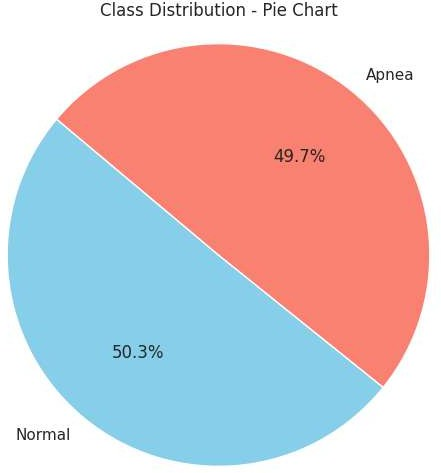 Class Distribution - Pie Chart
Apnea
49.7%
50.3%
Normal